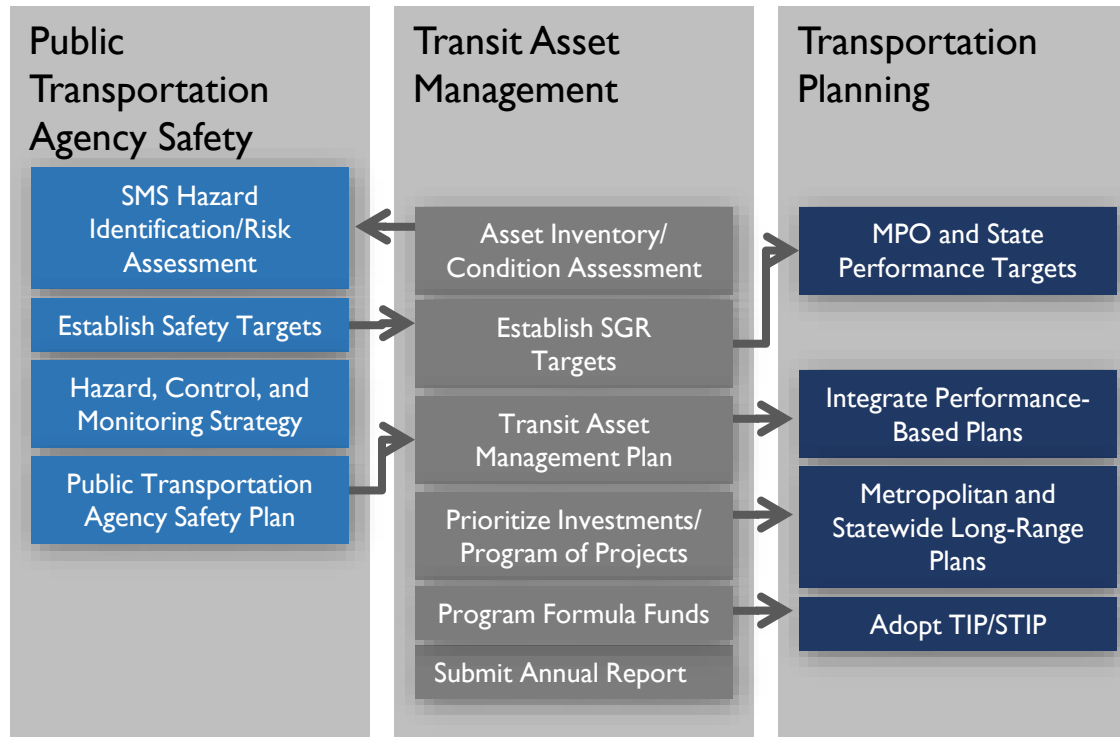 Public
Transportation
Agency Safety
SMS Hazard
Identification/Risk
Assessment
Establish Safety Targets
Hazard, Control, and
Monitoring Strategy
Public Transportation
Agency Safety Plan
Transit Asset
Management
Asset Inventory/
Condition Assessment
Establish SGR
Targets
Transit Asset
Management Plan
Prioritize Investments/
Program of Projects
Program Formula Funds
Submit Annual Report
Transportation
Planning
MPO and State
Performance Targets
Integrate Performance-
Based Plans
Metropolitan and
Statewide Long-Range
Plans
Adopt TIP/STIP